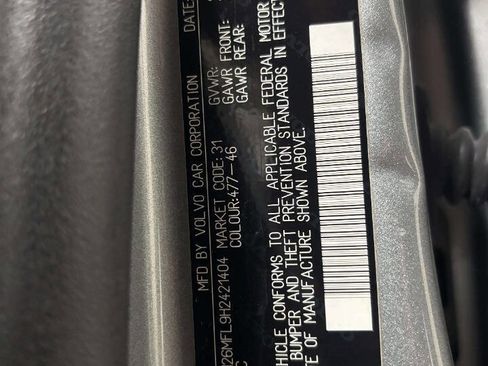 MFD BY VOLVO CAR CORPORATION DATE:
GVWR:
GAWR FRONT:
GAWR REAR:
26MFL9H2421404 MARKET CODE: 31
COLOUR: 477-46
HICLE CONFORMS TO ALL APPLICABLE FEDERAL MOTOR
BUMPER AND THEFT PREVENTION STANDARDS IN EFFECT
TE OF MANUFACTURE SHOWN ABOVE.